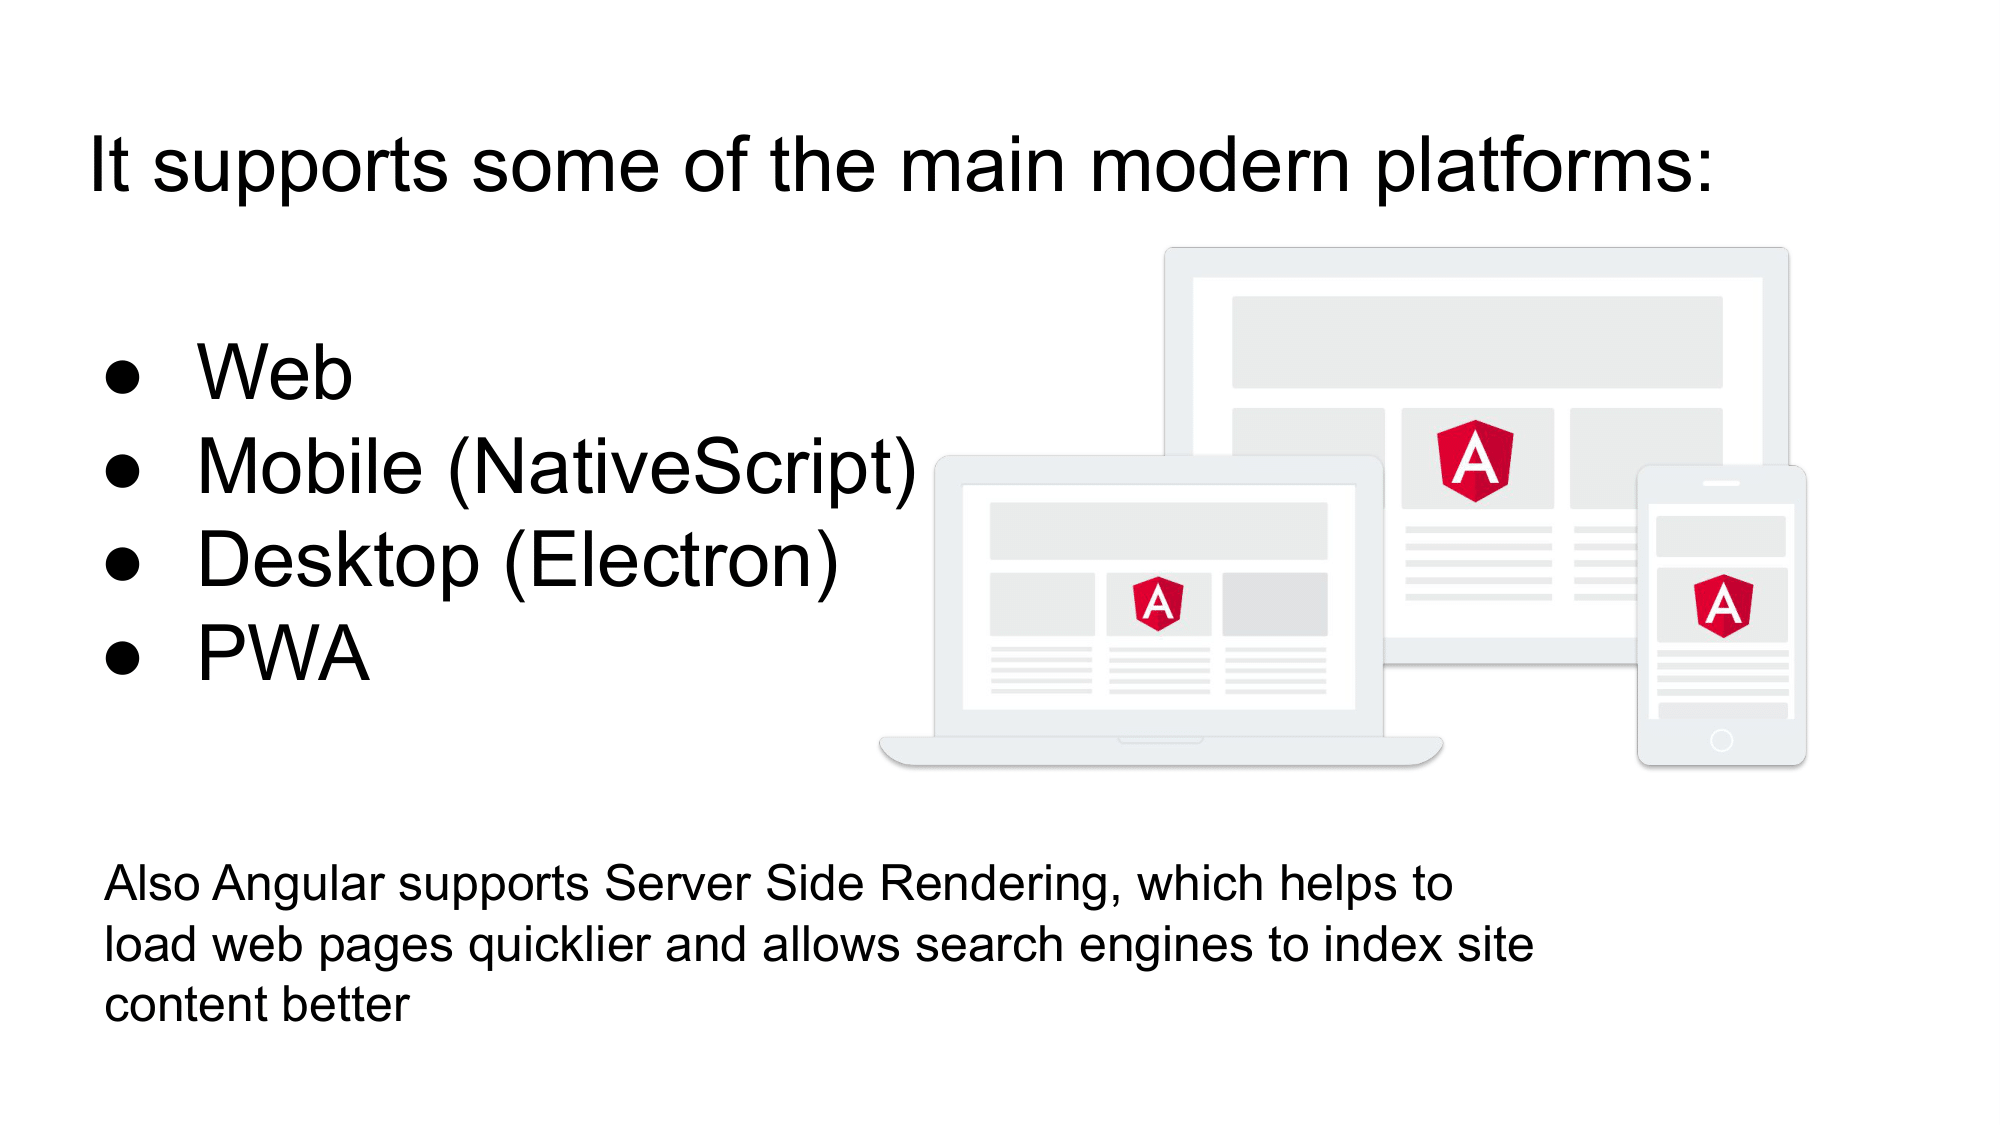 It supports some of the main modern platforms:
● Web
● Mobile (NativeScript)
● Desktop (Electron)
● PWA
A
A
A
Also Angular supports Server Side Rendering, which helps to
load web pages quicklier and allows search engines to index site
content better